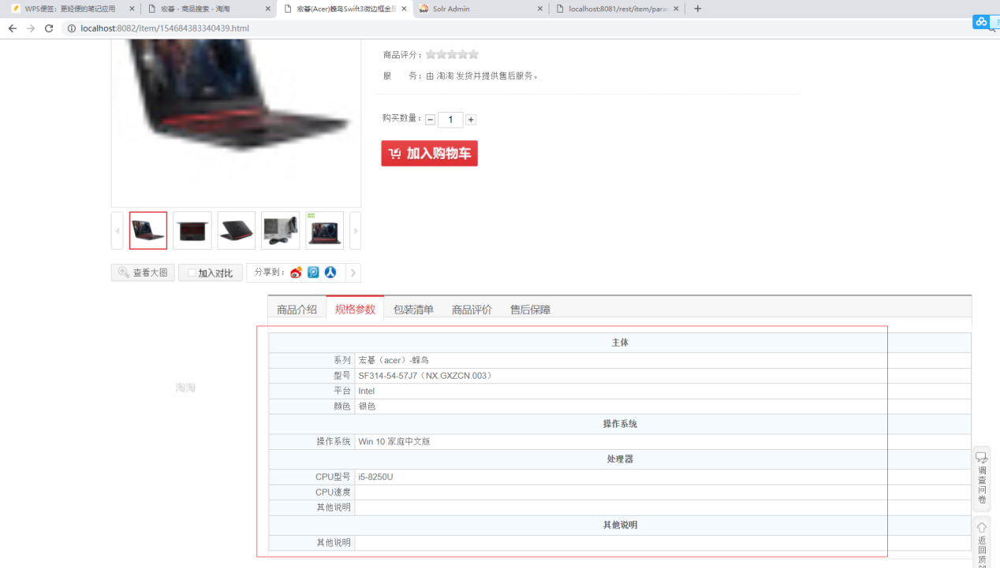 WPS便签：更轻便的笔记应用 宏碁 - 商品搜索 - 淘淘 宏碁(Acer)蜂鸟Swift3微边框金属 Solr Admin localhost:8081/rest/item/para
localhost:8082/item/154684383340439.html
商品评分：
服 务：由 淘淘 发货并提供售后服务。
购买数量： - 1 +
加入购物车
查看大图 加入对比 分享到：
商品介绍 规格参数 包装清单 商品评价 售后保障
主体
系列 宏碁（acer）-蜂鸟
型号 SF314-54-57J7（NX.GXZCN.003）
平台 Intel
颜色 银色
操作系统
操作系统 Win 10 家庭中文版
处理器
CPU型号 i5-8250U
CPU速度
其他说明
其他说明
其他说明
淘淘
调查问卷
返回顶